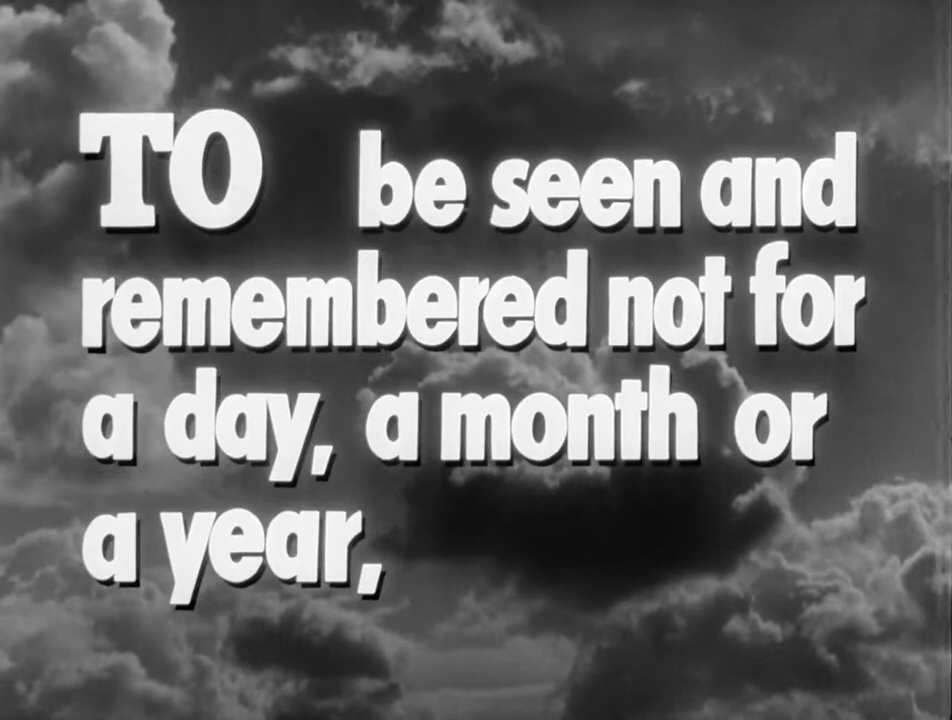 TO be seen and
remembered not for
a day, a month or
a year,